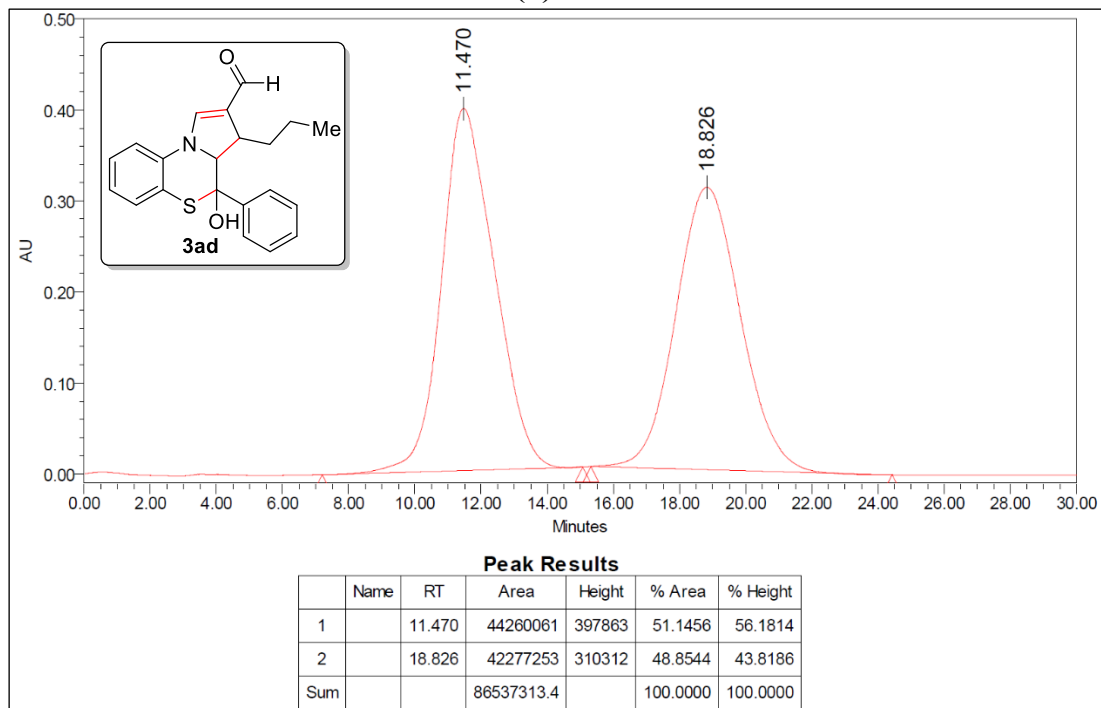 0.50
0.40
0.30
0.20
0.10
0.00
AU
11.470
18.826
O
H
N
Me
S
OH
3ad
0.00 2.00 4.00 6.00 8.00 10.00 12.00 14.00 16.00 18.00 20.00 22.00 24.00 26.00 28.00 30.00
Minutes
Peak Results
Name RT Area Height % Area % Height
1 11.470 44260061 397863 51.1456 56.1814
2 18.826 42277253 310312 48.8544 43.8186
Sum 86537313.4 100.0000 100.0000